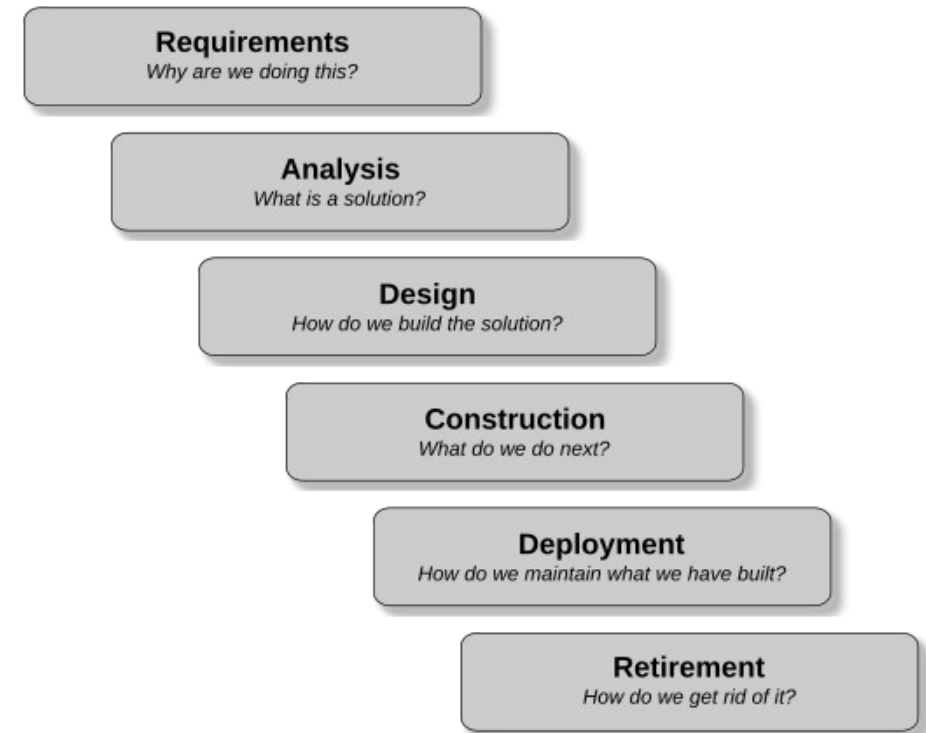 Requirements
Why are we doing this?
Analysis
What is a solution?
Design
How do we build the solution?
Construction
What do we do next?
Deployment
How do we maintain what we have built?
Retirement
How do we get rid of it?